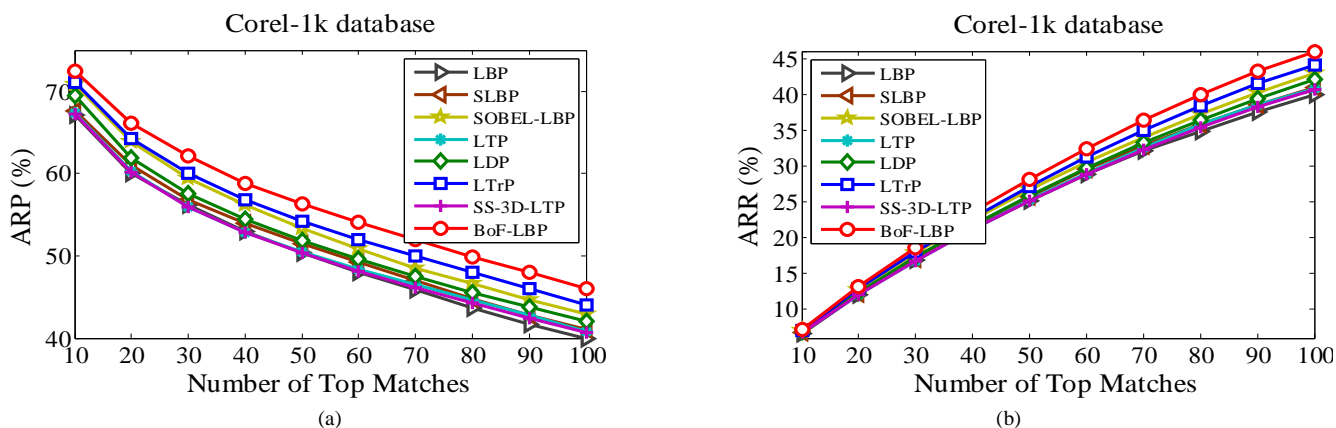 Corel-1k database
ARP (%)
70
60
50
40
10 20 30 40 50 60 70 80 90 100
Number of Top Matches
LBP
SLBP
SOBEL-LBP
LTP
LDP
LTrP
SS-3D-LTP
BoF-LBP
(a)
Corel-1k database
ARR (%)
45
40
35
30
25
20
15
10
10 20 30 40 50 60 70 80 90 100
Number of Top Matches
LBP
SLBP
SOBEL-LBP
LTP
LDP
LTrP
SS-3D-LTP
BoF-LBP
(b)